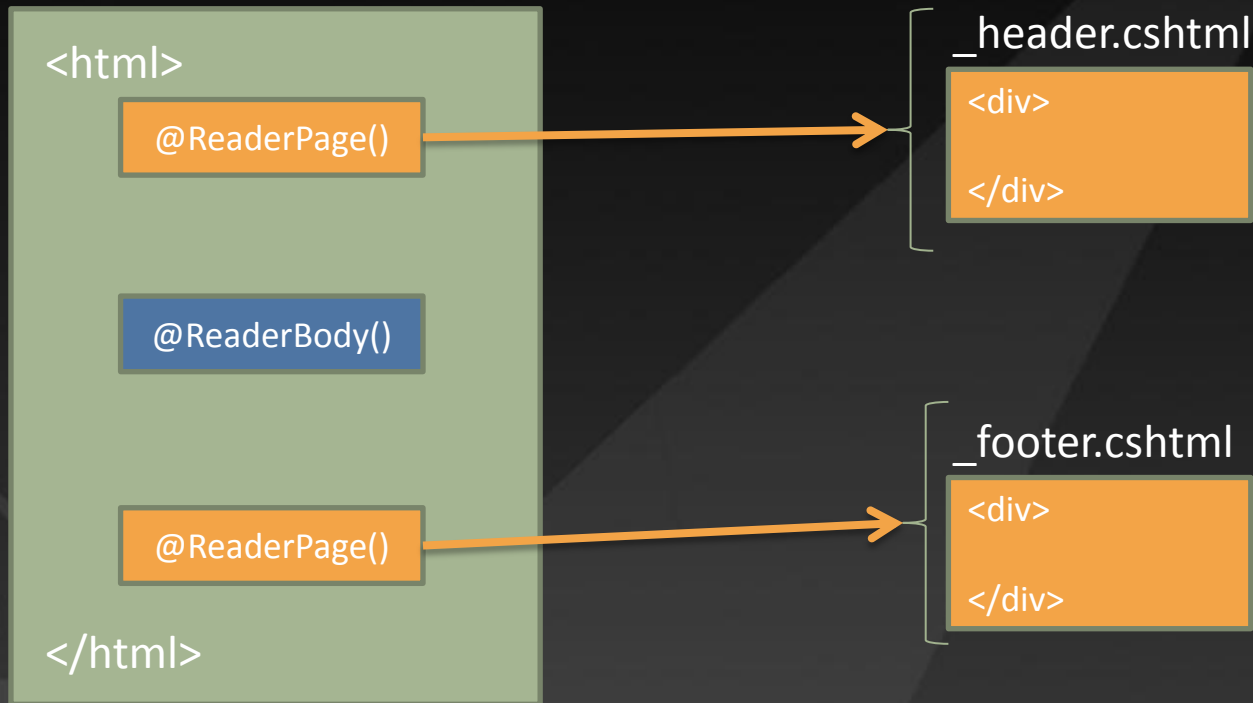 <html>
@ReaderPage()
@ReaderBody()
@ReaderPage()
</html>
_header.cshtml
<div>
</div>
_footer.cshtml
<div>
</div>